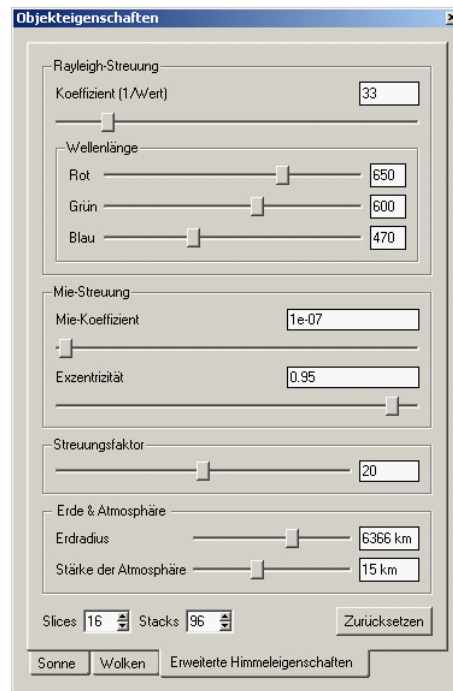 Objekteigenschaften
Rayleigh-Streuung
Koeffizient (1/Wert) 33
Wellenlänge
Rot 650
Grün 600
Blau 470
Mie-Streuung
Mie-Koeffizient 1e-07
Exzentrizität 0.95
Streuungsfaktor
20
Erde & Atmosphäre
Erdradius 6366 km
Stärke der Atmosphäre 15 km
Slices 16 Stacks 96 Zurücksetzen
Sonne Wolken Erweiterte Himmeleigenschaften